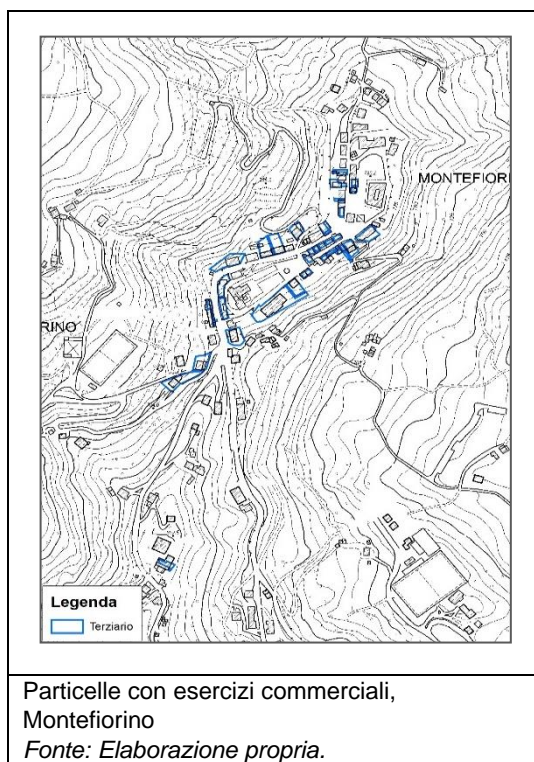 MONTEFIORI
RINO
Legenda
Terziario
Particelle con esercizi commerciali,
Montefiorino
Fonte: Elaborazione propria.